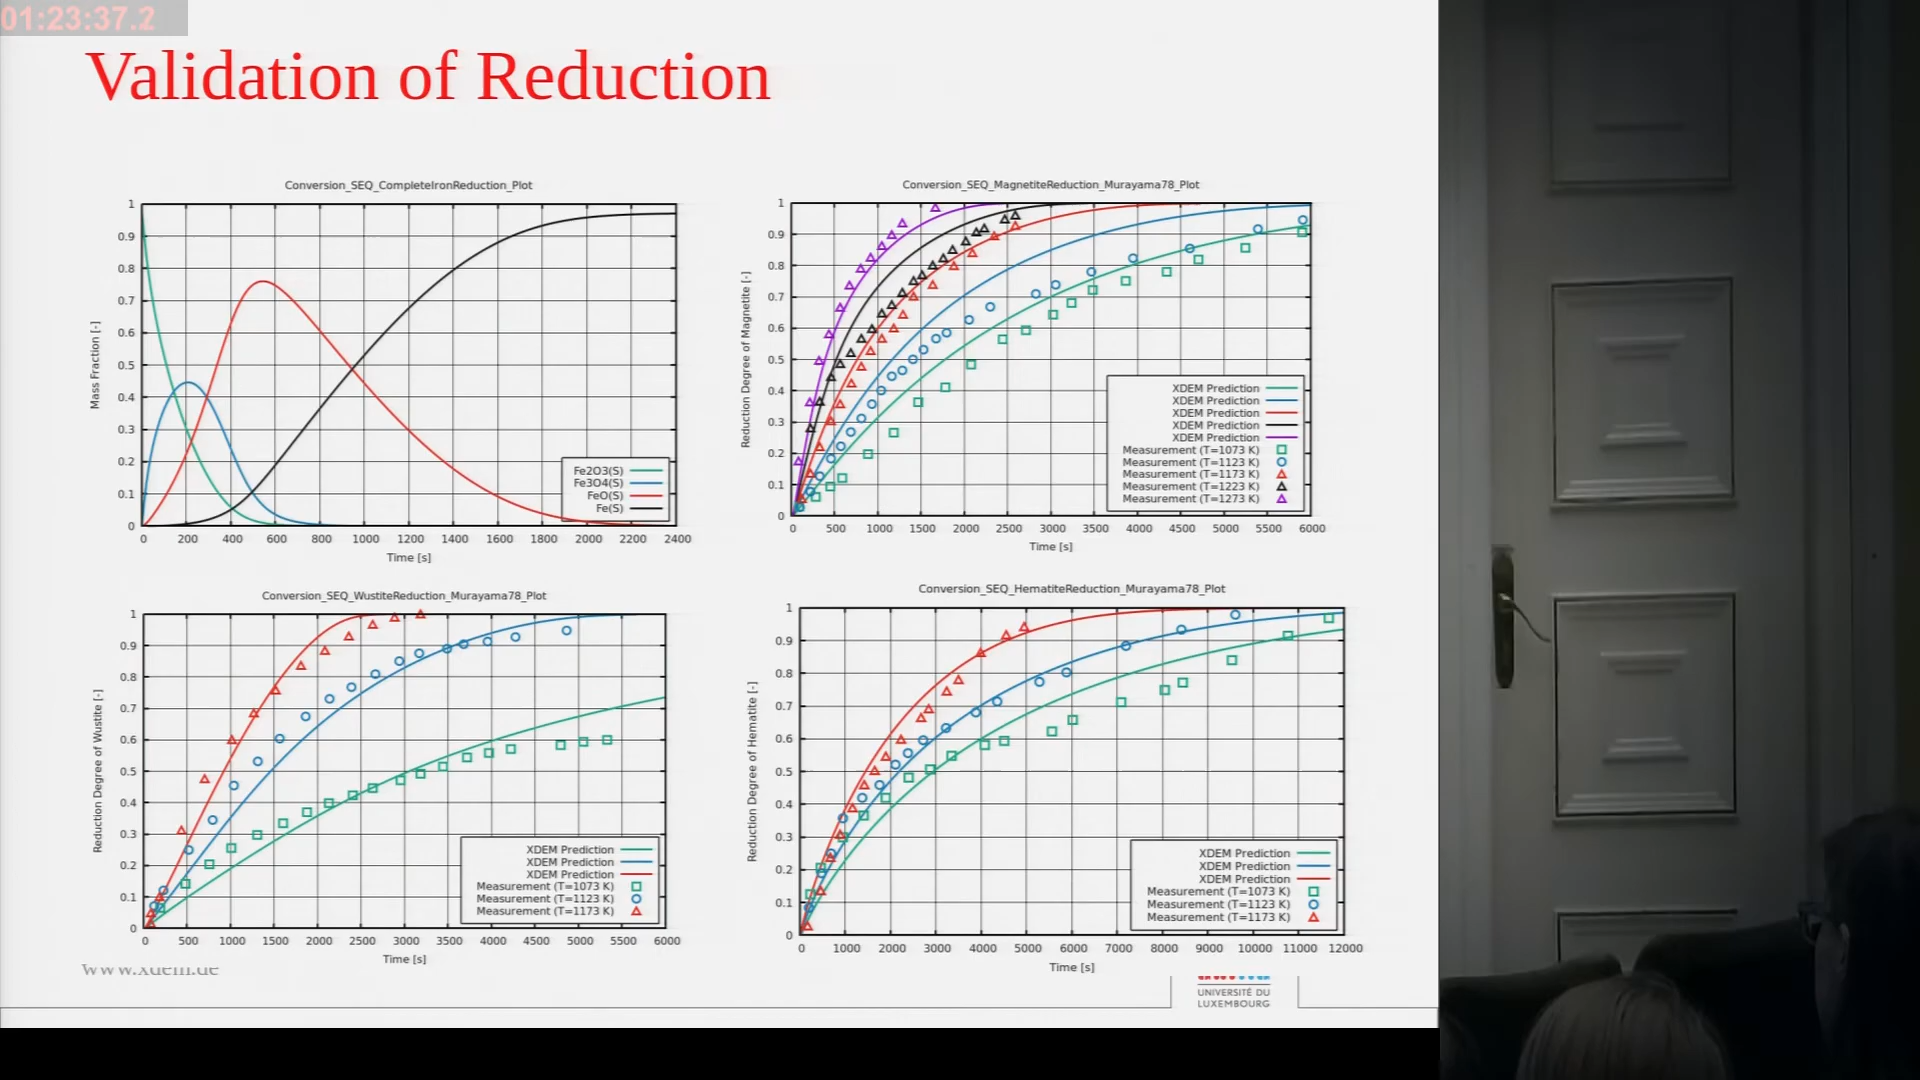 01:23:37.2
Validation of Reduction
Conversion_SEQ_CompleteIronReduction_Plot
Mass Fraction [-]
1
0.9
0.8
0.7
0.6
0.5
0.4
0.3
0.2
0.1
0
Fe2O3(S)
Fe3O4(S)
FeO(S)
Fe(S)
0 200 400 600 800 1000 1200 1400 1600 1800 2000 2200 2400
Time [s]
Conversion_SEQ_MagnetiteReduction_Murayama78_Plot
Reduction Degree of Magnetite [-]
1
0.9
0.8
0.7
0.6
0.5
0.4
0.3
0.2
0.1
0
XDEM Prediction
XDEM Prediction
XDEM Prediction
XDEM Prediction
XDEM Prediction
Measurement (T=1073 K)
Measurement (T=1123 K)
Measurement (T=1173 K)
Measurement (T=1223 K)
Measurement (T=1273 K)
0 500 1000 1500 2000 2500 3000 3500 4000 4500 5000 5500 6000
Time [s]
Conversion_SEQ_WustiteReduction_Murayama78_Plot
Reduction Degree of Wustite [-]
1
0.9
0.8
0.7
0.6
0.5
0.4
0.3
0.2
0.1
0
XDEM Prediction
XDEM Prediction
XDEM Prediction
Measurement (T=1073 K)
Measurement (T=1123 K)
Measurement (T=1173 K)
0 500 1000 1500 2000 2500 3000 3500 4000 4500 5000 5500 6000
Time [s]
Conversion_SEQ_HematiteReduction_Murayama78_Plot
Reduction Degree of Hematite [-]
1
0.9
0.8
0.7
0.6
0.5
0.4
0.3
0.2
0.1
0
XDEM Prediction
XDEM Prediction
XDEM Prediction
Measurement (T=1073 K)
Measurement (T=1123 K)
Measurement (T=1173 K)
0 1000 2000 3000 4000 5000 6000 7000 8000 9000 10000 11000 12000
Time [s]
www.xdem.de
UNIVERSITÉ DU
LUXEMBOURG